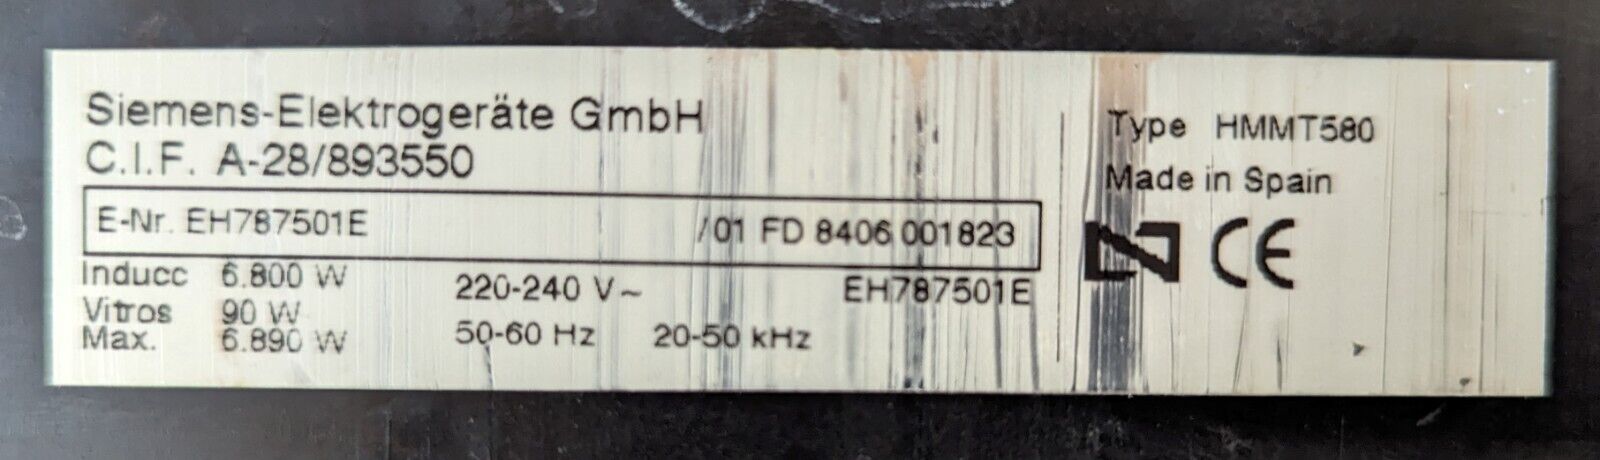 Siemens-Elektrogeräte GmbH
C.I.F. A-28/893550
E-Nr. EH787501E /01 FD 8406 001823
Inducc 6.800 W
Vitros 90 W
Max. 6.890 W
220-240 V~
50-60 Hz 20-50 kHz
EH787501E
Type HMMT580
Made in Spain
N CE